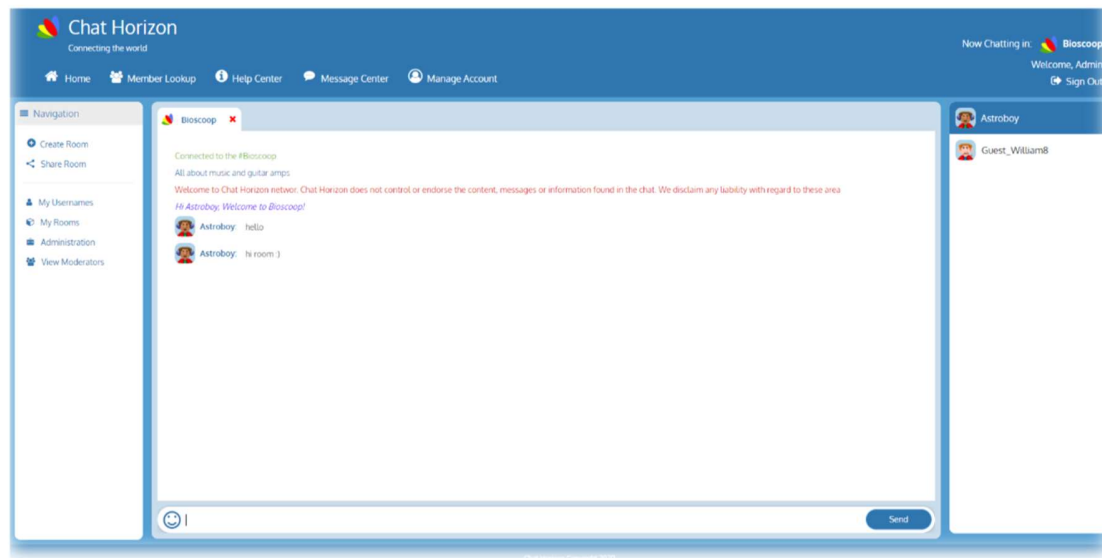 Chat Horizon
Connecting the world
Now Chatting in: Bioscoop
Welcome, Admin
Sign Out
Home Member Lookup Help Center Message Center Manage Account
Navigation
Create Room
Share Room
My Usernames
My Rooms
Administration
View Moderators
Bioscoop
Connected to the #Bioscoop
All about music and guitar amps
Welcome to Chat Horizon networ. Chat Horizon does not control or endorse the content, messages or information found in the chat. We disclaim any liability with regard to these area
Hi Astroboy, Welcome to Bioscoop!
Astroboy: hello
Astroboy: hi room :)
Send
Astroboy
Guest_William8